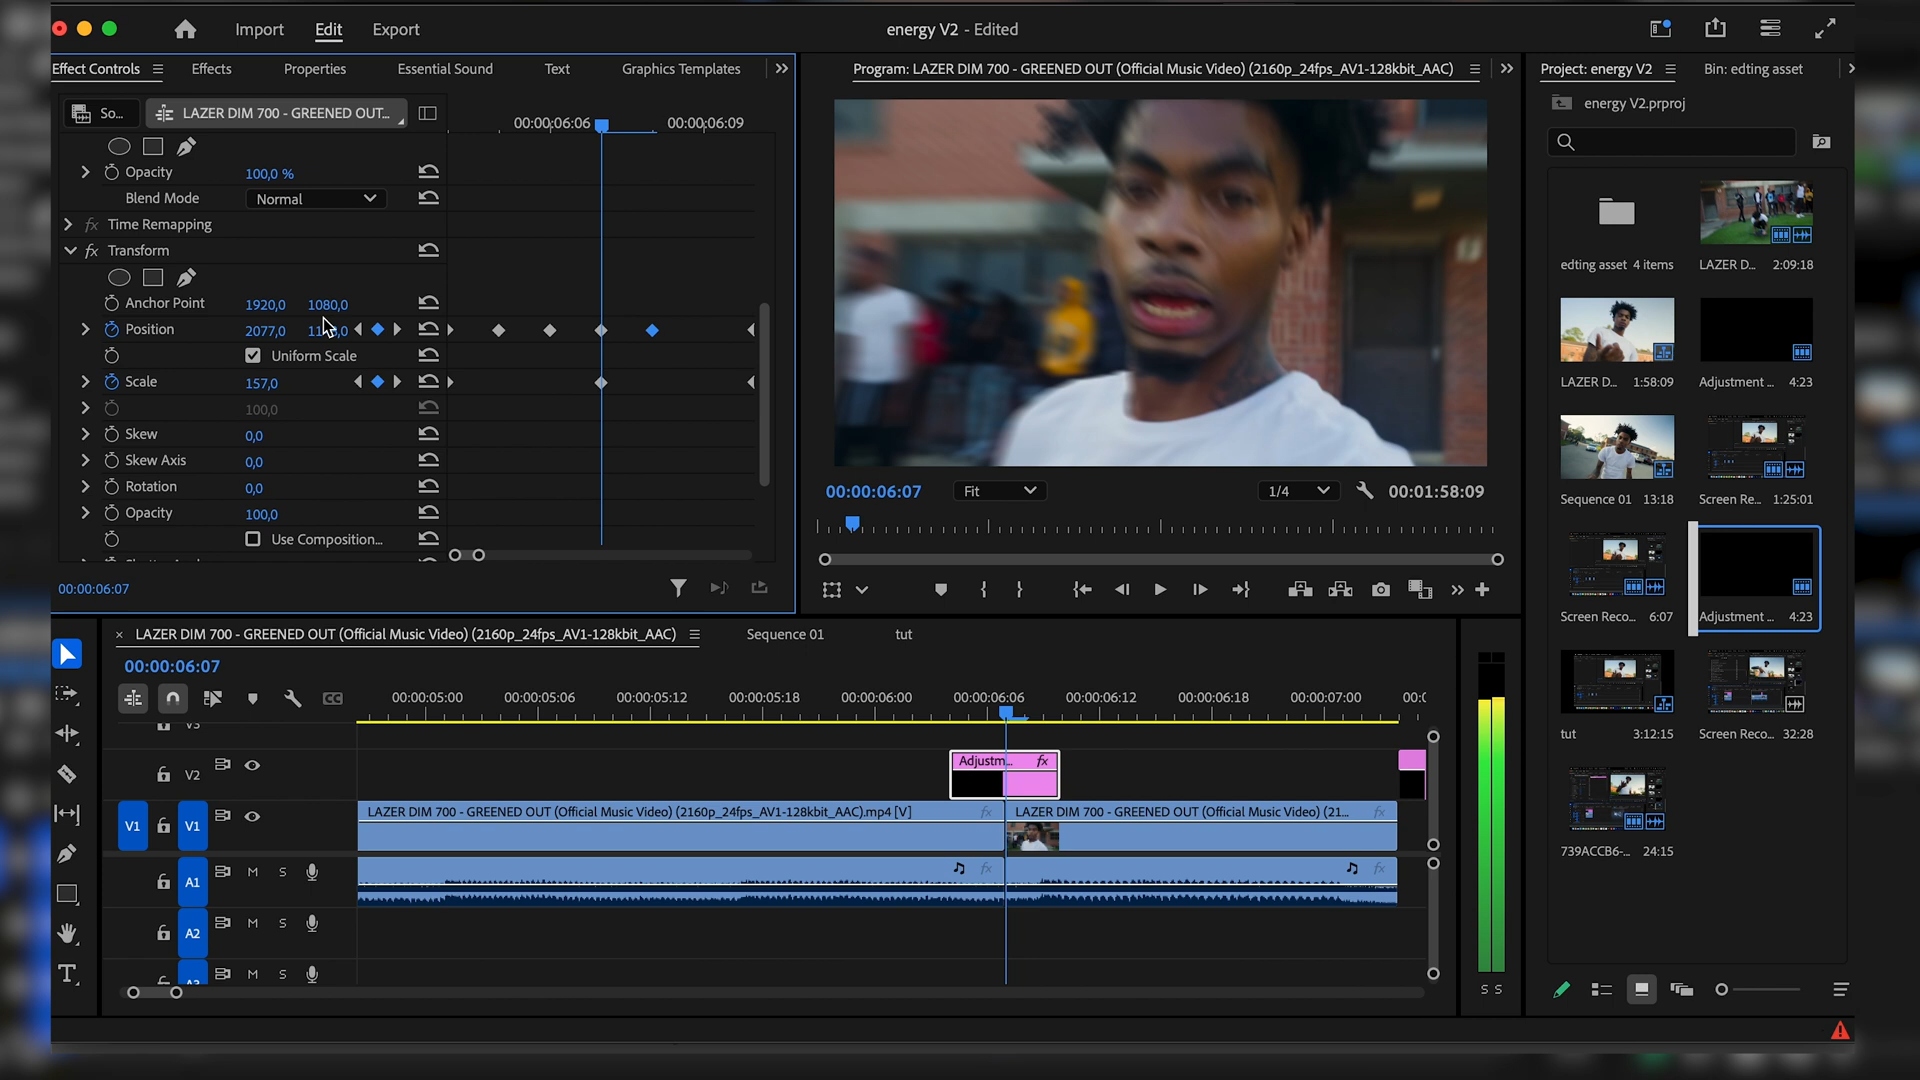 Import
Edit
Export
energy V2 - Edited
Effect Controls
Effects
Properties
Essential Sound
Text
Graphics Templates
Program: LAZER DIM 700 - GREENED OUT (Official Music Video) (2160p_24fps_AV1-128kbit_AAC)
Project: energy V2
Bin: edting asset
So...
LAZER DIM 700 - GREENED OUT...
00:00:06:06
00:00:06:09
energy V2.prproj
Opacity
100,0 %
Blend Mode
Normal
fx Time Remapping
fx Transform
Anchor Point
1920,0
1080,0
Position
2077,0
Uniform Scale
Scale
157,0
100,0
Skew
0,0
Skew Axis
0,0
Rotation
0,0
Opacity
100,0
Use Composition...
00:00:06:07
00:00:06:07
Fit
1/4
00:01:58:09
edting asset 4 items
LAZER D... 2:09:18
LAZER D... 1:58:09
Adjustment ... 4:23
Sequence 01 13:18
Screen Re... 1:25:01
Screen Reco... 6:07
Adjustment ... 4:23
tut 3:12:15
Screen Reco... 32:28
739ACCB6-... 24:15
× LAZER DIM 700 - GREENED OUT (Official Music Video) (2160p_24fps_AV1-128kbit_AAC)
Sequence 01
tut
00:00:06:07
CC
00:00:05:00
00:00:05:06
00:00:05:12
00:00:05:18
00:00:06:00
00:00:06:06
00:00:06:12
00:00:06:18
00:00:07:00
V3
V2
Adjustm... fx
V1
V1
LAZER DIM 700 - GREENED OUT (Official Music Video) (2160p_24fps_AV1-128kbit_AAC).mp4 [V] fx
LAZER DIM 700 - GREENED OUT (Official Music Video) (21... fx
A1
M
S
fx
fx
A2
M
S
M
S
S S